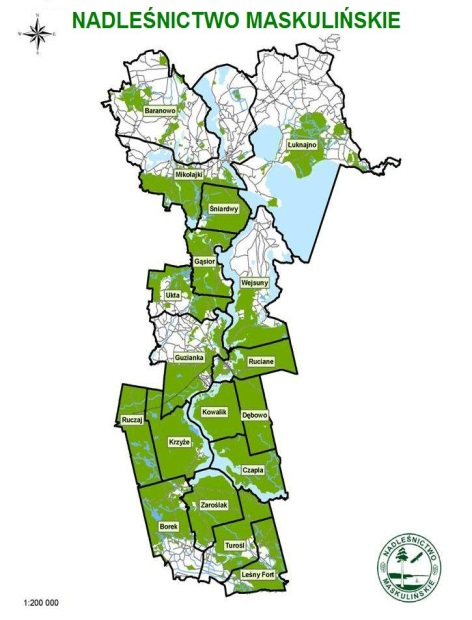 NADLEŚNICTWO MASKULIŃSKIE
Baranowo
Łuknajno
Mikołajki
Śniardwy
Gąsior
Wejsuny
Ukta
Guzianka
Ruciane
Ruczaj
Kowalik
Dębowo
Krzyże
Czapla
Zaroślak
Borek
Turośl
Leśny Fort
NADLEŚNICTWO
MASKULIŃSKIE
1:200 000